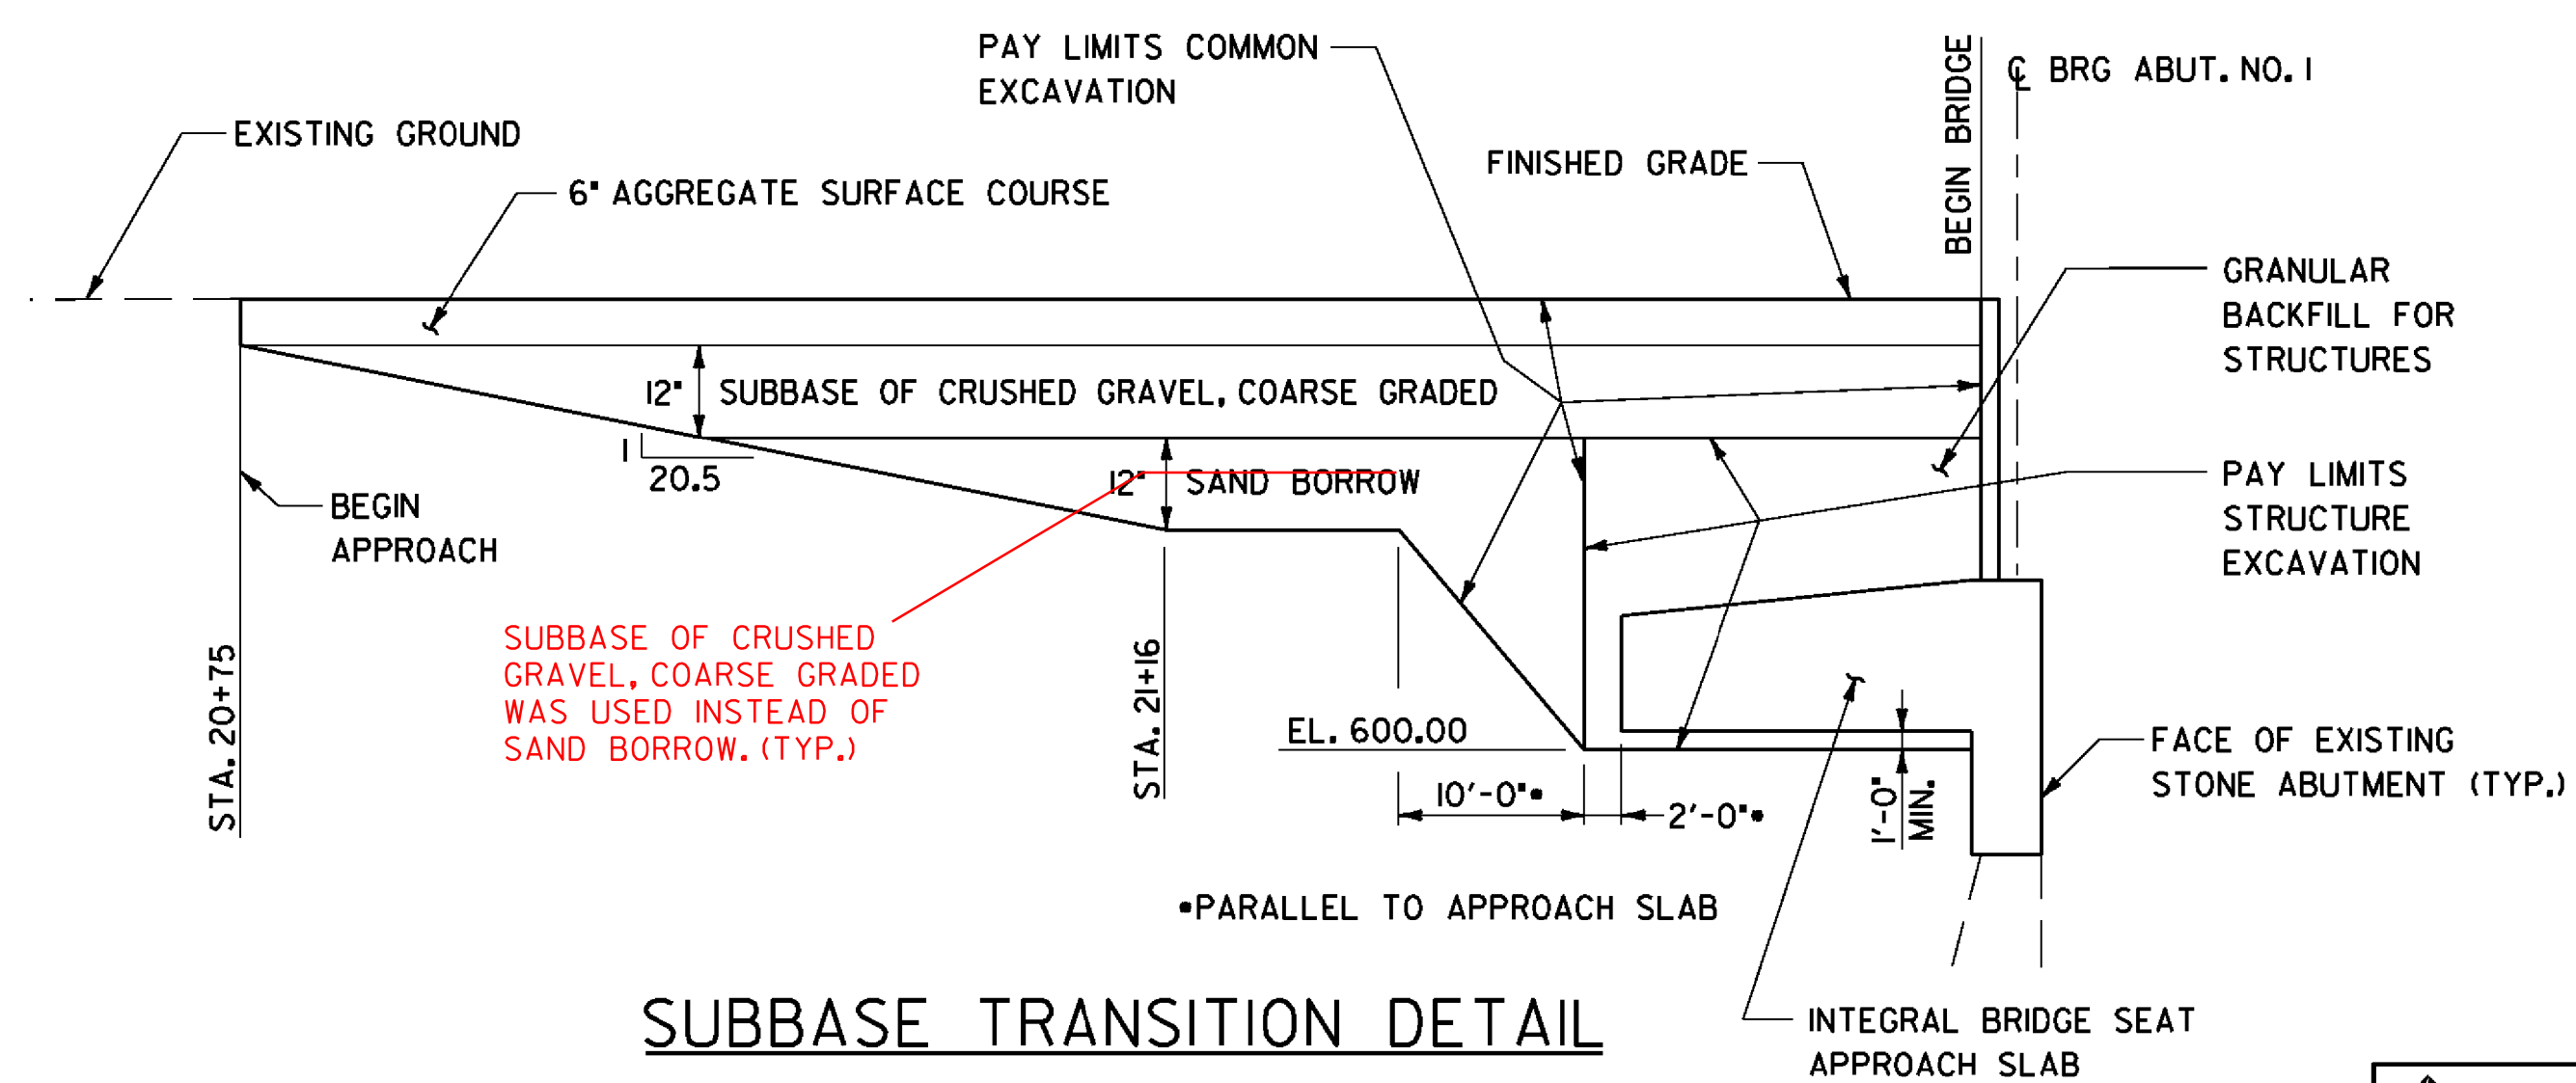 PAY LIMITS COMMON
EXCAVATION
BEGIN BRIDGE
℄ BRG ABUT. NO. 1
EXISTING GROUND
FINISHED GRADE
6" AGGREGATE SURFACE COURSE
GRANULAR
BACKFILL FOR
STRUCTURES
12" SUBBASE OF CRUSHED GRAVEL, COARSE GRADED
1
20.5
12" SAND BORROW
PAY LIMITS
STRUCTURE
EXCAVATION
BEGIN
APPROACH
SUBBASE OF CRUSHED
GRAVEL, COARSE GRADED
WAS USED INSTEAD OF
SAND BORROW. (TYP.)
STA. 20+75
STA. 21+16
EL. 600.00
FACE OF EXISTING
STONE ABUTMENT (TYP.)
10'-0"*
2'-0"*
1'-0"
MIN.
*PARALLEL TO APPROACH SLAB
SUBBASE TRANSITION DETAIL
INTEGRAL BRIDGE SEAT
APPROACH SLAB